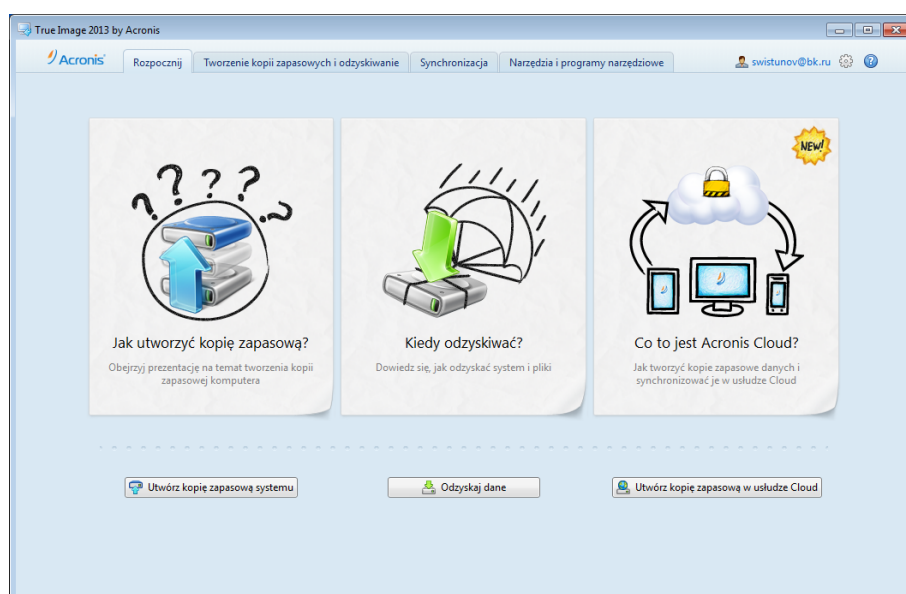 True Image 2013 by Acronis
Acronis
Rozpocznij
Tworzenie kopii zapasowych i odzyskiwanie
Synchronizacja
Narzędzia i programy narzędziowe
swistunov@bk.ru
?
? ? ? ?
NEW!
Jak utworzyć kopię zapasową?
Obejrzyj prezentację na temat tworzenia kopii
zapasowej komputera
Kiedy odzyskiwać?
Dowiedz się, jak odzyskać system i pliki
Co to jest Acronis Cloud?
Jak tworzyć kopie zapasowe danych i
synchronizować je w usłudze Cloud
Utwórz kopię zapasową systemu
Odzyskaj dane
Utwórz kopię zapasową w usłudze Cloud